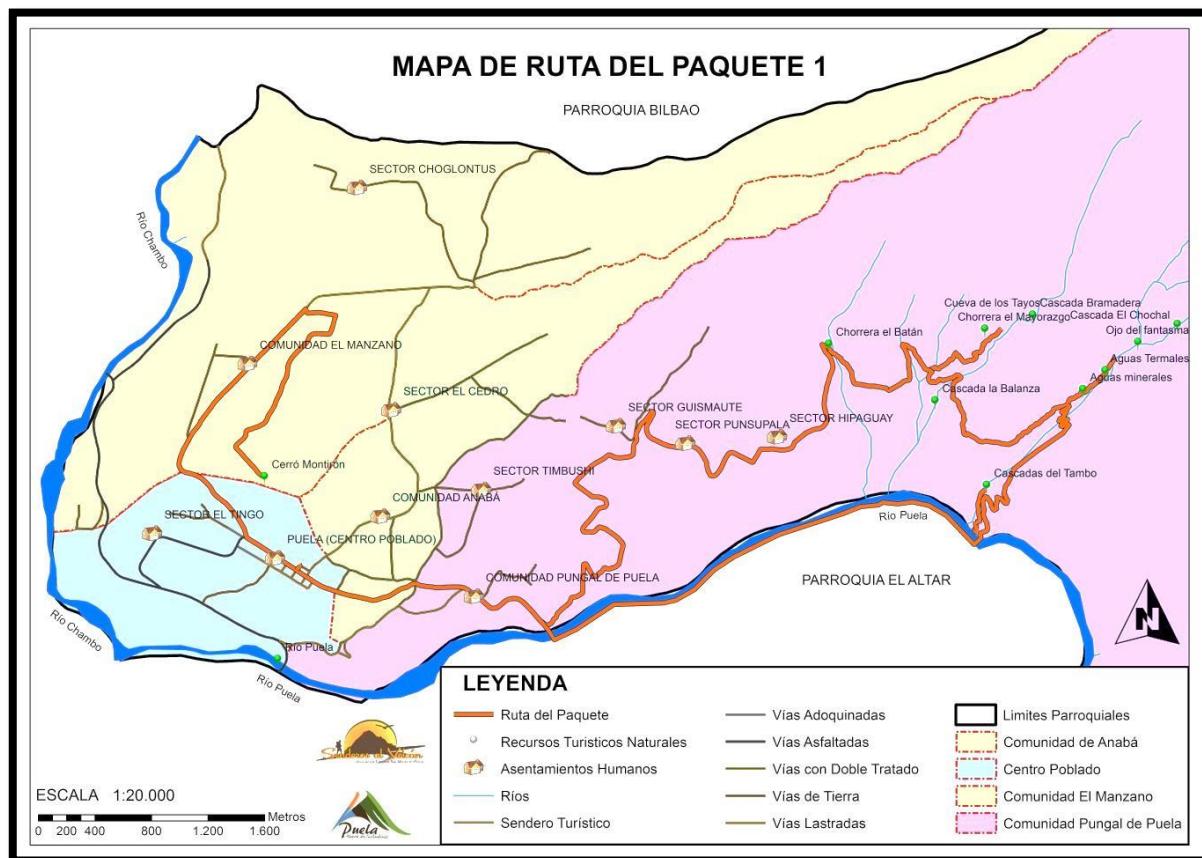 MAPA DE RUTA DEL PAQUETE 1
PARROQUIA BILBAO
SECTOR CHOGLONTUS
Río Chambo
Cueva de los Tayos
Cascada Bramadera
Chorrera el Mayorazgo
Cascada El Chochal
Ojo del fantasma
Chorrera el Batán
COMUNIDAD EL MANZANO
Aguas Termales
Aguas minerales
SECTOR EL CEDRO
Cascada la Balanza
SECTOR GUISMAUTE
SECTOR HIPAGUAY
SECTOR PUNSUPALA
Cerró Montirón
SECTOR TIMBUSHI
Cascadas del Tambo
COMUNIDAD ANABÁ
SECTOR EL TINGO
Río Puela
PUELA (CENTRO POBLADO)
COMUNIDAD PUNGAL DE PUELA
PARROQUIA EL ALTAR
N
Río Chambo
Río Puela
Río Puela
LEYENDA
Ruta del Paquete
Recursos Turisticos Naturales
Asentamientos Humanos
Ríos
Sendero Turístico
Vías Adoquinadas
Vías Asfaltadas
Vías con Doble Tratado
Vías de Tierra
Vías Lastradas
Limites Parroquiales
Comunidad de Anabá
Centro Poblado
Comunidad El Manzano
Comunidad Pungal de Puela
ESCALA 1:20.000
Metros
0 200 400 800 1.200 1.600
Puela